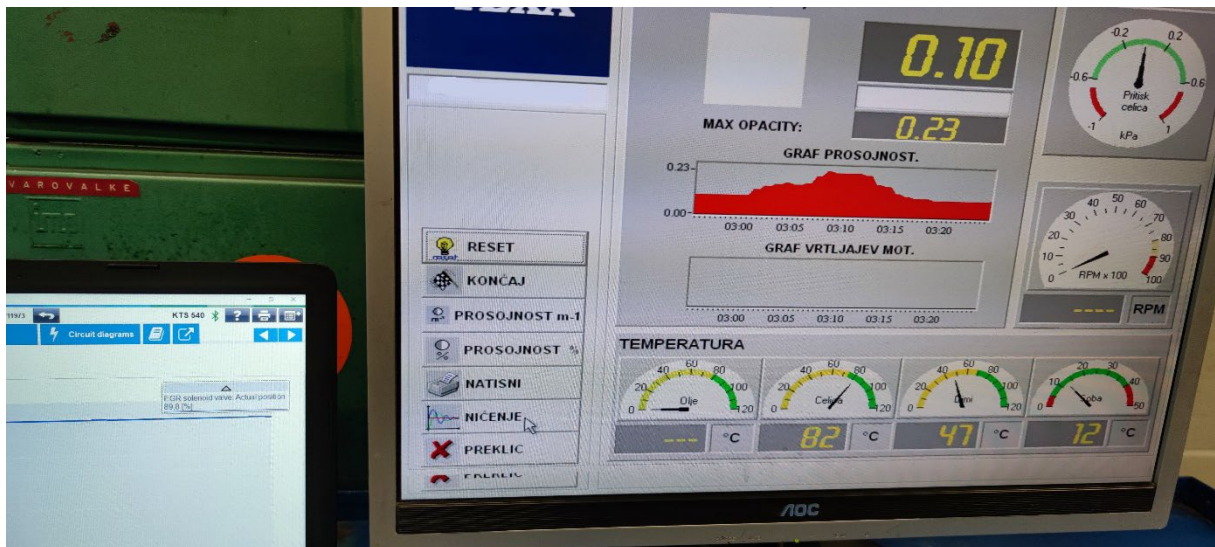 TEXA
0.10
MAX OPACITY:
0.23
GRAF PROSOJNOST.
0.23
0.00
03:00 03:05 03:10 03:15 03:20
GRAF VRTLJAJEV MOT.
03:00 03:05 03:10 03:15 03:20
RESET
KONČAJ
PROSOJNOST m-1
PROSOJNOST %
NATISNI
NIČENJE
PREKLIC
PREKLIC
-0.2 0.2
-0.6 0.6
Pritisk
celica
-1 1
kPa
0 10 20 30 40 50 60 70 80 90 100
RPM x 100
---- RPM
TEMPERATURA
0 20 40 60 80 100 120
Olje
--- °C
0 20 40 60 80 100 120
Celica
82 °C
0 20 40 60 80 100 120
Dimi
47 °C
0 10 20 30 40 50
Soba
12 °C
AOC
VAROVALKE
imp
119/3
KTS 540
?
Circuit diagrams
EGR solenoid valve: Actual position
89.8 [%]